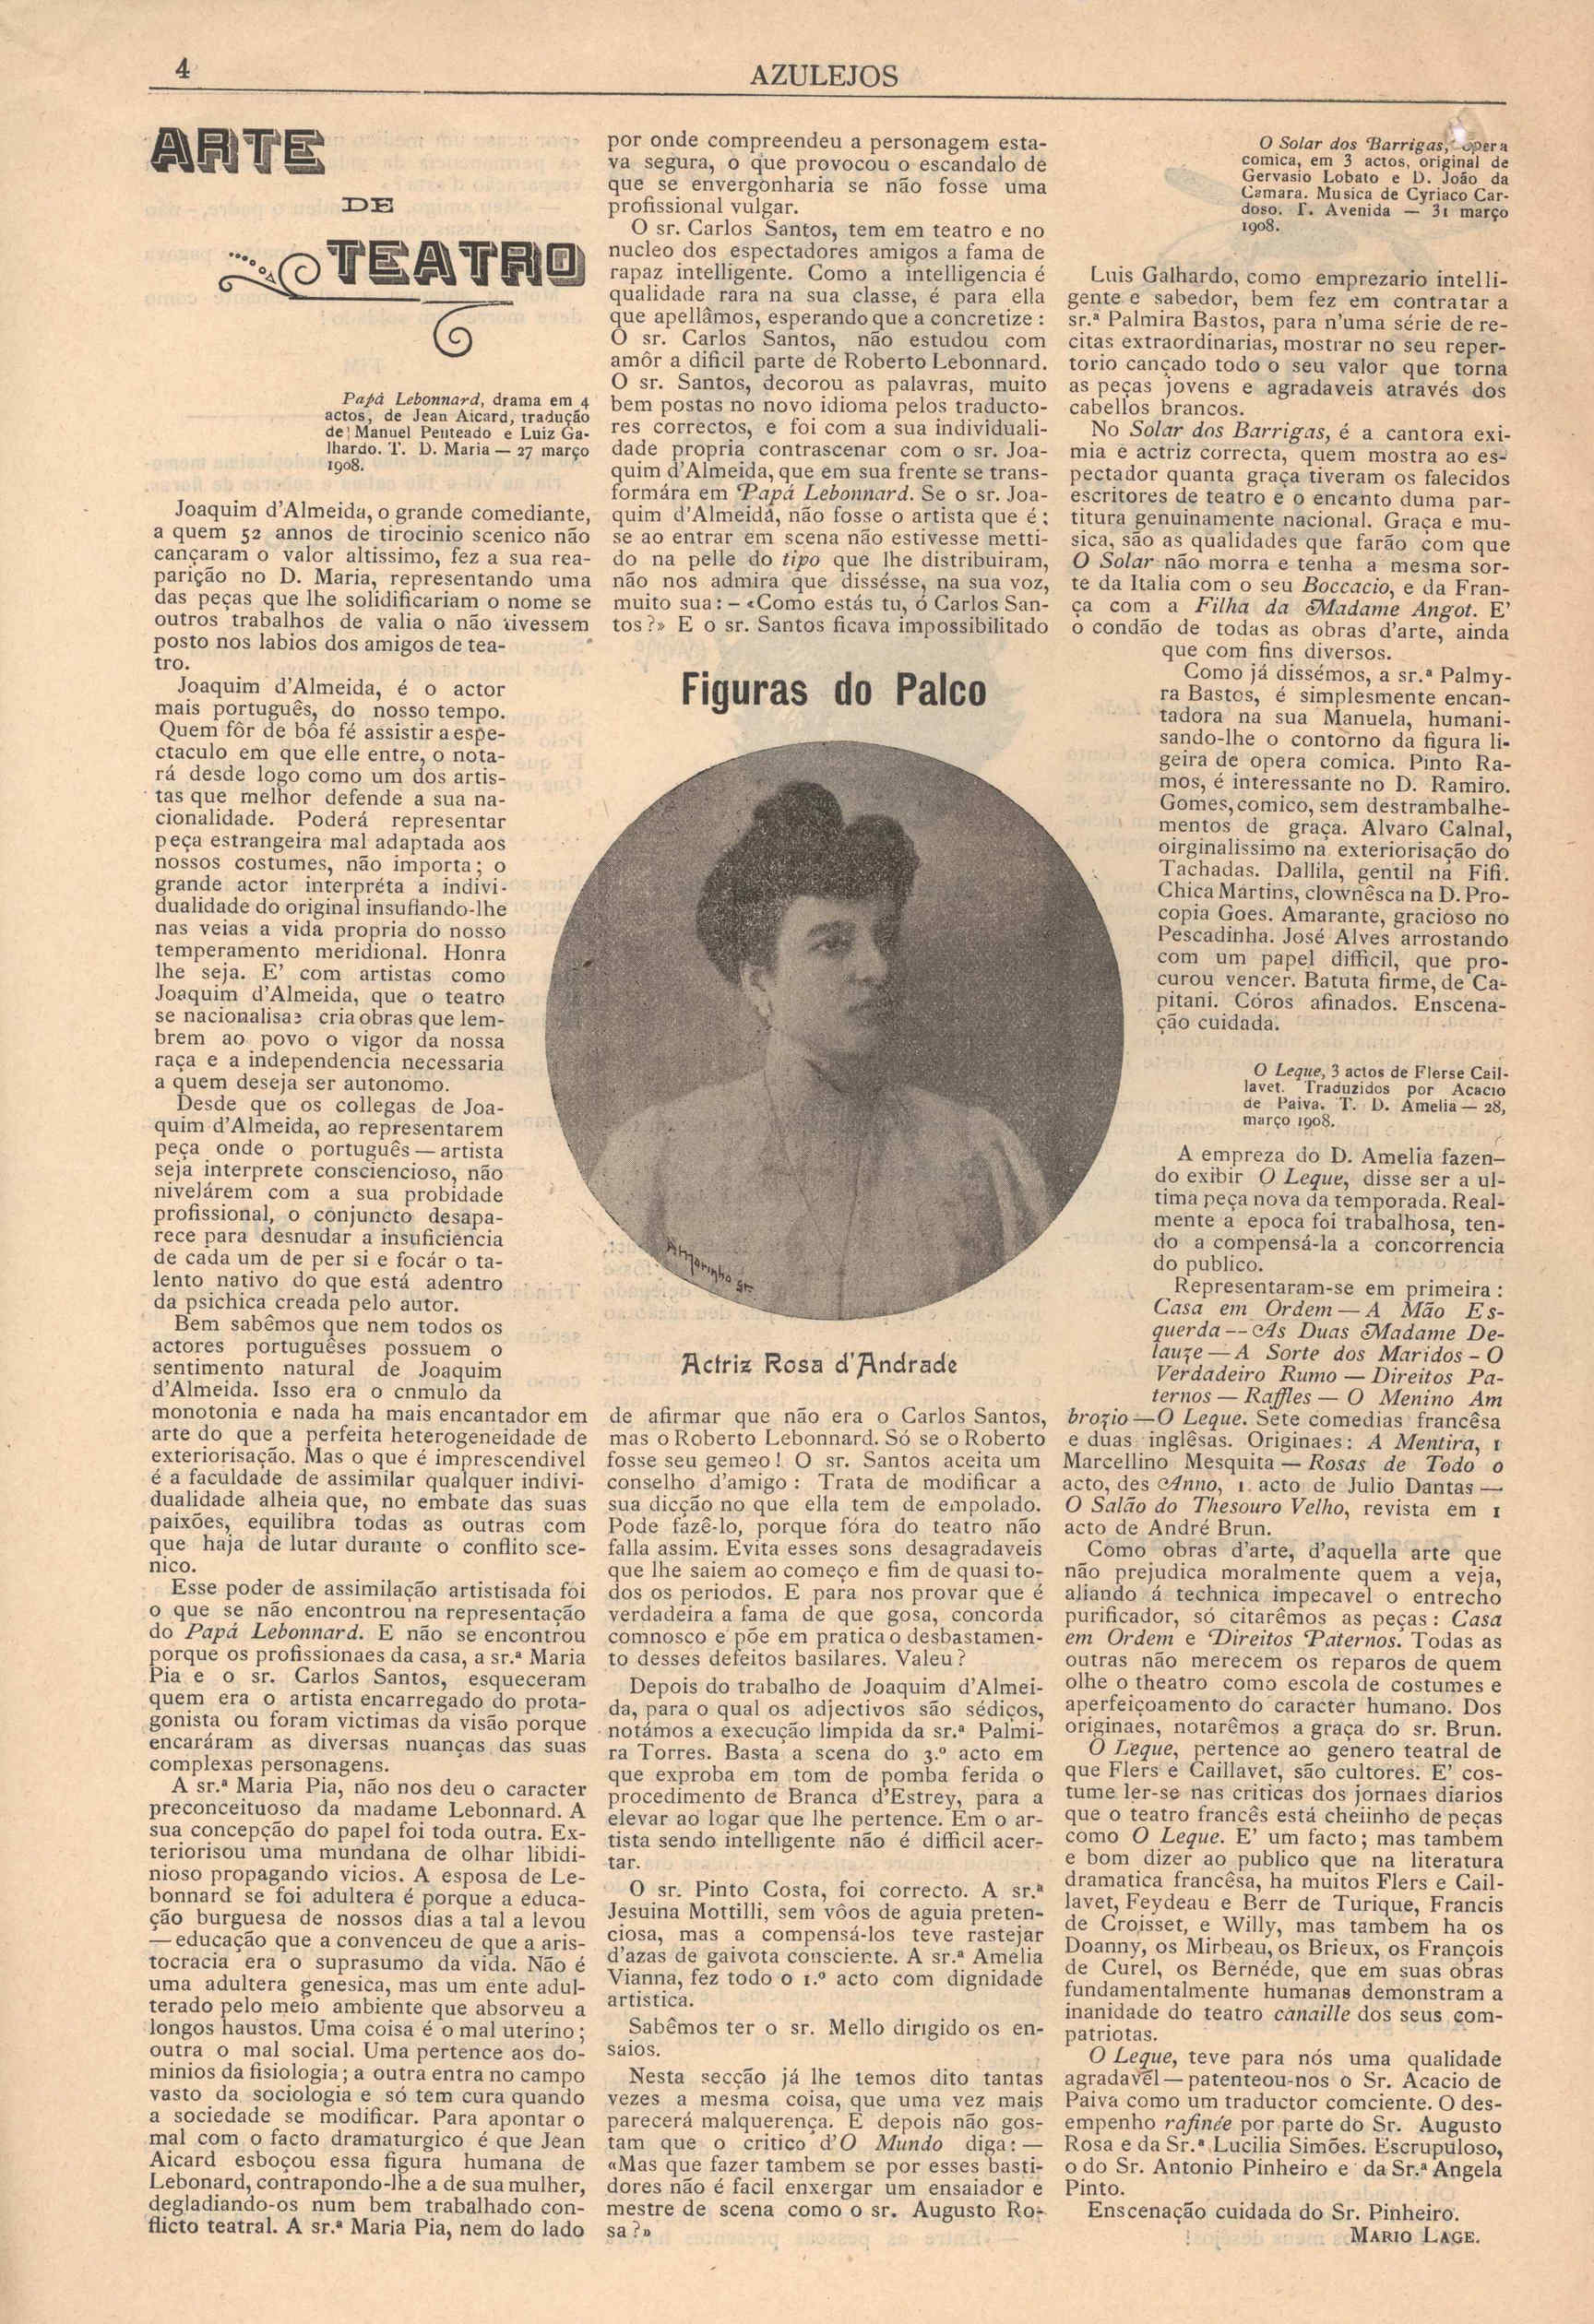 4
AZULEJOS
ARTE
DE
TEATRO
Papá Lebonnard, drama em 4
actos, de Jean Aicard, tradução
de Manuel Penteado e Luiz Ga-
lhardo. T. D. Maria — 27 março
1908.
Joaquim d'Almeida, o grande comediante,
a quem 52 annos de tirocinio scenico não
cançaram o valor altissimo, fez a sua rea-
parição no D. Maria, representando uma
das peças que lhe solidificariam o nome se
outros trabalhos de valia o não tivessem
posto nos labios dos amigos de tea-
tro.
Joaquim d'Almeida, é o actor
mais português, do nosso tempo.
Quem fôr de bôa fé assistir a espe-
ctaculo em que elle entre, o nota-
rá desde logo como um dos artis-
tas que melhor defende a sua na-
cionalidade. Poderá representar
peça estrangeira mal adaptada aos
nossos costumes, não importa; o
grande actor interpréta a indivi-
dualidade do original insuflando-lhe
nas veias a vida propria do nosso
temperamento meridional. Honra
lhe seja. E' com artistas como
Joaquim d'Almeida, que o teatro
se nacionalisa: cria obras que lem-
brem ao povo o vigor da nossa
raça e a independencia necessaria
a quem deseja ser autonomo.
Desde que os collegas de Joa-
quim d'Almeida, ao representarem
peça onde o português — artista
seja interprete consciencioso, não
nivelárem com a sua probidade
profissional, o conjuncto desapa-
rece para desnudar a insuficiencia
de cada um de per si e focár o ta-
lento nativo do que está adentro
da psichica creada pelo autor.
Bem sabêmos que nem todos os
actores portuguêses possuem o
sentimento natural de Joaquim
d'Almeida. Isso era o cnmulo da
monotonia e nada ha mais encantador em
arte do que a perfeita heterogeneidade de
exteriorisação. Mas o que é imprescendivel
é a faculdade de assimilar qualquer indivi-
dualidade alheia que, no embate das suas
paixões, equilibra todas as outras com
que haja de lutar durante o conflito sce-
nico.
Esse poder de assimilação artistisada foi
o que se não encontrou na representação
do Papá Lebonnard. E não se encontrou
porque os profissionaes da casa, a sr.ª Maria
Pia e o sr. Carlos Santos, esqueceram
quem era o artista encarregado do prota-
gonista ou foram victimas da visão porque
encaráram as diversas nuanças das suas
complexas personagens.
A sr.ª Maria Pia, não nos deu o caracter
preconceituoso da madame Lebonnard. A
sua concepção do papel foi toda outra. Ex-
teriorisou uma mundana de olhar libidi-
nioso propagando vicios. A esposa de Le-
bonnard se foi adultera é porque a educa-
ção burguesa de nossos dias a tal a levou
— educação que a convenceu de que a aris-
tocracia era o suprasumo da vida. Não é
uma adultera genesica, mas um ente adul-
terado pelo meio ambiente que absorveu a
longos haustos. Uma coisa é o mal uterino;
outra o mal social. Uma pertence aos do-
minios da fisiologia; a outra entra no campo
vasto da sociologia e só tem cura quando
a sociedade se modificar. Para apontar o
mal com o facto dramaturgico é que Jean
Aicard esboçou essa figura humana de
Lebonard, contrapondo-lhe a de sua mulher,
degladiando-os num bem trabalhado con-
flicto teatral. A sr.ª Maria Pia, nem do lado
por onde compreendeu a personagem esta-
va segura, o que provocou o escandalo de
que se envergonharia se não fosse uma
profissional vulgar.
O sr. Carlos Santos, tem em teatro e no
nucleo dos espectadores amigos a fama de
rapaz intelligente. Como a intelligencia é
qualidade rara na sua classe, é para ella
que apellâmos, esperando que a concretize:
O sr. Carlos Santos, não estudou com
amôr a dificil parte de Roberto Lebonnard.
O sr. Santos, decorou as palavras, muito
bem postas no novo idioma pelos traducto-
res correctos, e foi com a sua individuali-
dade propria contrascenar com o sr. Joa-
quim d'Almeida, que em sua frente se trans-
formára em Papá Lebonnard. Se o sr. Joa-
quim d'Almeida, não fosse o artista que é;
se ao entrar em scena não estivesse metti-
do na pelle do tipo que lhe distribuiram,
não nos admira que dissésse, na sua voz,
muito sua: — «Como estás tu, ó Carlos San-
tos?» E o sr. Santos ficava impossibilitado
Figuras do Palco
A Marinho sr.
Actriz Rosa d'Andrade
de afirmar que não era o Carlos Santos,
mas o Roberto Lebonnard. Só se o Roberto
fosse seu gemeo! O sr. Santos aceita um
conselho d'amigo: Trata de modificar a
sua dicção no que ella tem de empolado.
Pode fazê-lo, porque fóra do teatro não
falla assim. Evita esses sons desagradaveis
que lhe saiem ao começo e fim de quasi to-
dos os periodos. E para nos provar que é
verdadeira a fama de que gosa, concorda
comnosco e põe em pratica o desbastamen-
to desses defeitos basilares. Valeu?
Depois do trabalho de Joaquim d'Almei-
da, para o qual os adjectivos são sédiços,
notámos a execução limpida da sr.ª Palmi-
ra Torres. Basta a scena do 3.º acto em
que exproba em tom de pomba ferida o
procedimento de Branca d'Estrey, para a
elevar ao logar que lhe pertence. Em o ar-
tista sendo intelligente não é difficil acer-
tar.
O sr. Pinto Costa, foi correcto. A sr.ª
Jesuina Mottilli, sem vôos de aguia preten-
ciosa, mas a compensá-los teve rastejar
d'azas de gaivota consciente. A sr.ª Amelia
Vianna, fez todo o 1.º acto com dignidade
artistica.
Sabêmos ter o sr. Mello dirigido os en-
saios.
Nesta secção já lhe temos dito tantas
vezes a mesma coisa, que uma vez mais
parecerá malquerença. E depois não gos-
tam que o critico d'O Mundo diga: —
«Mas que fazer tambem se por esses basti-
dores não é facil enxergar um ensaiador e
mestre de scena como o sr. Augusto Ro-
sa?»
O Solar dos Barrigas, opera
comica, em 3 actos, original de
Gervasio Lobato e D. João da
Camara. Musica de Cyriaco Car-
doso. T. Avenida — 31 março
1908.
Luis Galhardo, como emprezario intelli-
gente e sabedor, bem fez em contratar a
sr.ª Palmira Bastos, para n'uma série de re-
citas extraordinarias, mostrar no seu reper-
torio cançado todo o seu valor que torna
as peças jovens e agradaveis através dos
cabellos brancos.
No Solar dos Barrigas, é a cantora exi-
mia e actriz correcta, quem mostra ao es-
pectador quanta graça tiveram os falecidos
escritores de teatro e o encanto duma par-
titura genuinamente nacional. Graça e mu-
sica, são as qualidades que farão com que
O Solar não morra e tenha a mesma sor-
te da Italia com o seu Boccacio, e da Fran-
ça com a Filha da Madame Angot. E'
o condão de todas as obras d'arte, ainda
que com fins diversos.
Como já dissémos, a sr.ª Palmy-
ra Bastos, é simplesmente encan-
tadora na sua Manuela, humani-
sando-lhe o contorno da figura li-
geira de opera comica. Pinto Ra-
mos, é interessante no D. Ramiro.
Gomes, comico, sem destrambalhe-
mentos de graça. Alvaro Calnal,
oirginalissimo na exteriorisação do
Tachadas. Dallila, gentil na Fifi.
Chica Martins, clownêsca na D. Pro-
copia Goes. Amarante, gracioso no
Pescadinha. José Alves arrostando
com um papel difficil, que pro-
curou vencer. Batuta firme, de Ca-
pitani. Córos afinados. Enscena-
ção cuidada.
O Leque, 3 actos de Flerse Cail-
lavet. Traduzidos por Acacio
de Paiva. T. D. Amelia — 28,
março 1908.
A empreza do D. Amelia fazen-
do exibir O Leque, disse ser a ul-
tima peça nova da temporada. Real-
mente a epoca foi trabalhosa, ten-
do a compensá-la a concorrencia
do publico.
Representaram-se em primeira:
Casa em Ordem — A Mão Es-
querda — As Duas Madame De-
lauze — A Sorte dos Maridos — O
Verdadeiro Rumo — Direitos Pa-
ternos — Raffles — O Menino Am
brozio — O Leque. Sete comedias francêsa
e duas inglêsas. Originaes: A Mentira, 1
Marcellino Mesquita — Rosas de Todo o
acto, des Anno, 1 acto de Julio Dantas —
O Salão do Thesouro Velho, revista em 1
acto de André Brun.
Como obras d'arte, d'aquella arte que
não prejudica moralmente quem a veja,
aliando á technica impecavel o entrecho
purificador, só citarêmos as peças: Casa
em Ordem e Direitos Paternos. Todas as
outras não merecem os reparos de quem
olhe o theatro como escola de costumes e
aperfeiçoamento do caracter humano. Dos
originaes, notarêmos a graça do sr. Brun.
O Leque, pertence ao genero teatral de
que Flers e Caillavet, são cultores. E' cos-
tume ler-se nas criticas dos jornaes diarios
que o teatro francês está cheiinho de peças
como O Leque. E' um facto; mas tambem
e bom dizer ao publico que na literatura
dramatica francêsa, ha muitos Flers e Cail-
lavet, Feydeau e Berr de Turique, Francis
de Croisset, e Willy, mas tambem ha os
Doanny, os Mirbeau, os Brieux, os François
de Curel, os Bernéde, que em suas obras
fundamentalmente humanas demonstram a
inanidade do teatro canaille dos seus com-
patriotas.
O Leque, teve para nós uma qualidade
agradavel — patenteou-nos o Sr. Acacio de
Paiva como um traductor comciente. O des-
empenho rafinée por parte do Sr. Augusto
Rosa e da Sr.ª Lucilia Simões. Escrupuloso,
o do Sr. Antonio Pinheiro e da Sr.ª Angela
Pinto.
Enscenação cuidada do Sr. Pinheiro.
MARIO LAGE.